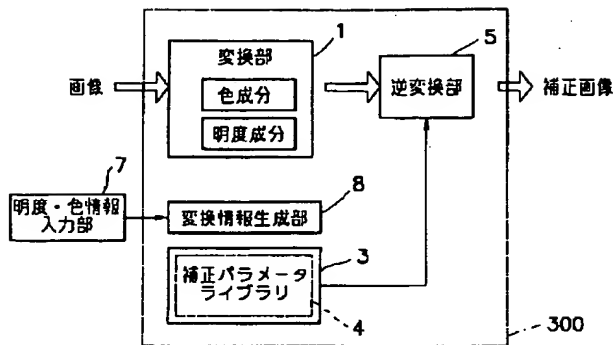 1
変換部
色成分
明度成分
5
逆変換部
画像
補正画像
7
明度・色情報
入力部
8
変換情報生成部
3
補正パラメータ
ライブラリ
4
300